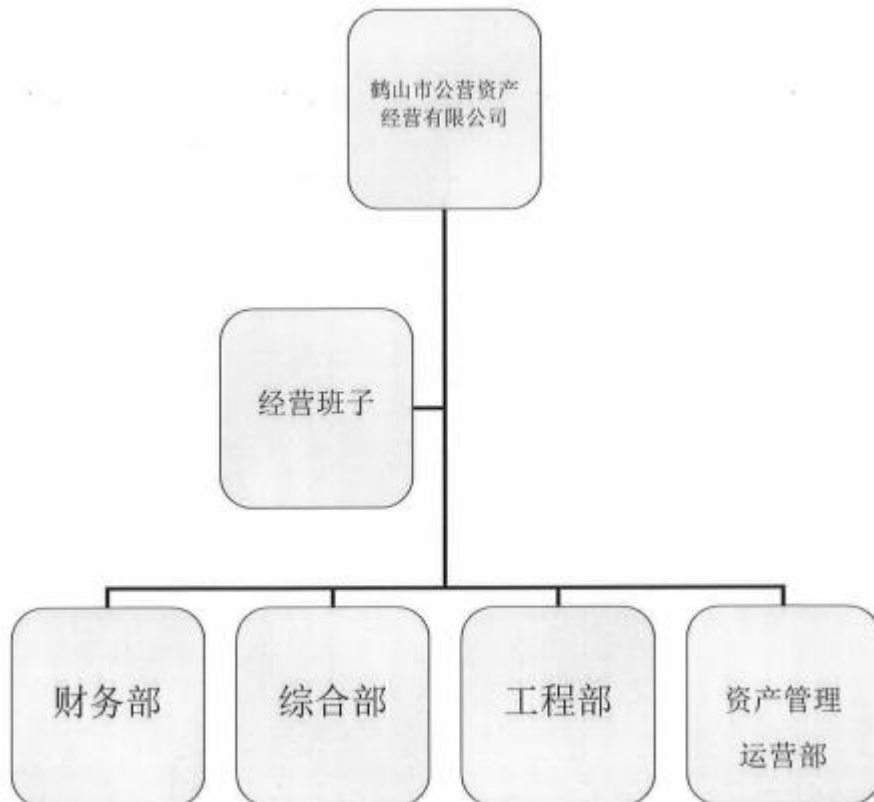 鹤山市公营资产
经营有限公司
经营班子
财务部
综合部
工程部
资产管理
运营部